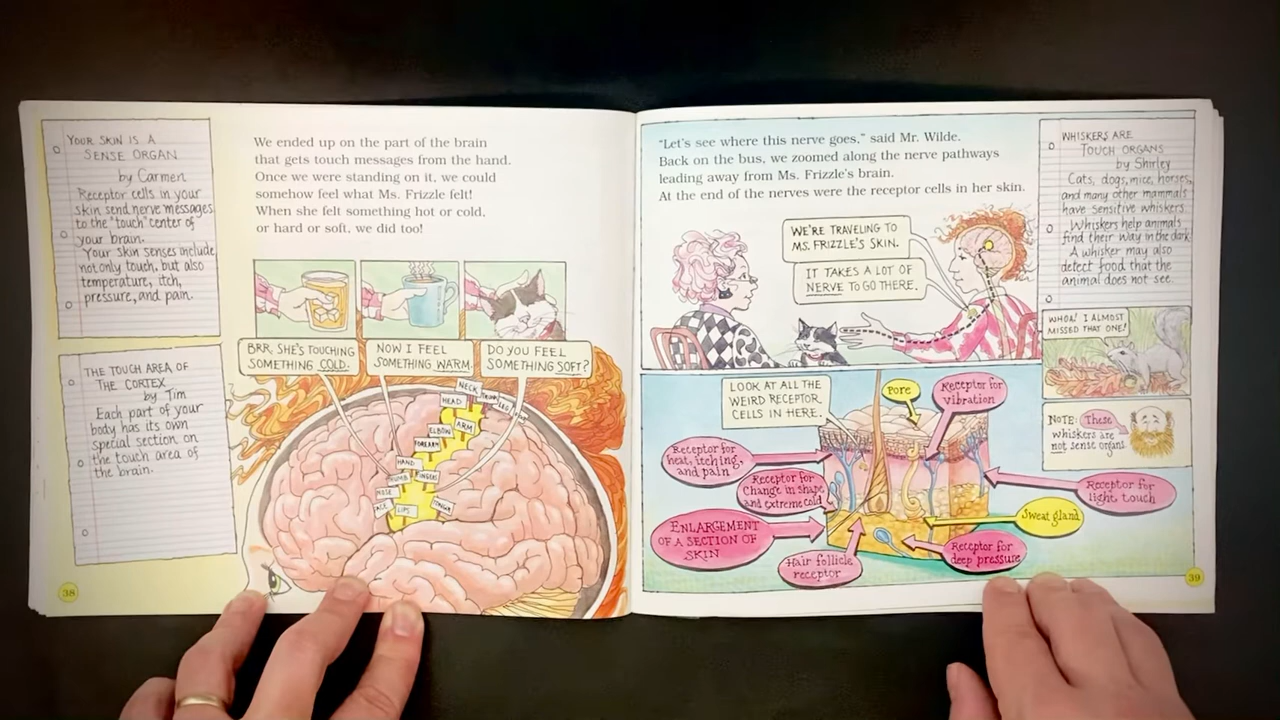 YOUR SKIN IS A
SENSE ORGAN
by Carmen
Receptor cells in your
skin send nerve messages
to the "touch" center of
your brain.
Your skin senses include
not only touch, but also
temperature, itch,
pressure, and pain.
THE TOUCH AREA OF
THE CORTEX
by Tim
Each part of your
body has its own
special section on
the touch area of
the brain.
38
We ended up on the part of the brain
that gets touch messages from the hand.
Once we were standing on it, we could
somehow feel what Ms. Frizzle felt!
When she felt something hot or cold,
or hard or soft, we did too!
BRR, SHE'S TOUCHING
SOMETHING COLD.
NOW I FEEL
SOMETHING WARM.
DO YOU FEEL
SOMETHING SOFT?
NECK
TRUNK
LEG
HEAD
ARM
ELBOW
FOREARM
HAND
THUMB
FINGERS
NOSE
FACE
LIPS
TONGUE
"Let's see where this nerve goes," said Mr. Wilde.
Back on the bus, we zoomed along the nerve pathways
leading away from Ms. Frizzle's brain.
At the end of the nerves were the receptor cells in her skin.
WE'RE TRAVELING TO
MS. FRIZZLE'S SKIN.
IT TAKES A LOT OF
NERVE TO GO THERE.
LOOK AT ALL THE
WEIRD RECEPTOR
CELLS IN HERE.
Pore
Receptor for
vibration
Receptor for
heat, itching,
and pain
Receptor for
Change in shape
and extreme cold
Receptor for
light touch
ENLARGEMENT
OF A SECTION OF
SKIN
Sweat gland
Hair follicle
receptor
Receptor for
deep pressure
WHISKERS ARE
TOUCH ORGANS
by Shirley
Cats, dogs, mice, horses,
and many other mammals
have sensitive whiskers.
Whiskers help animals
find their way in the dark.
A whisker may also
detect food that the
animal does not see.
WHOA! I ALMOST
MISSED THAT ONE!
NOTE: These
whiskers are
not sense organs.
39